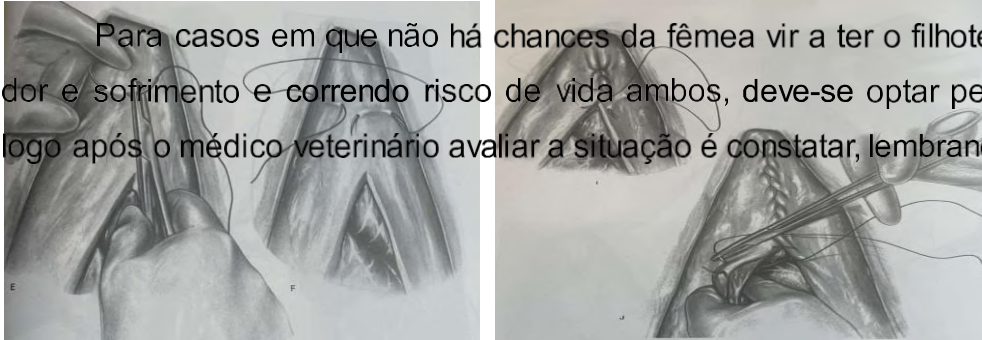 Para casos em que não há chances da fêmea vir a ter o filhote
dor e sofrimento e correndo risco de vida ambos, deve-se optar pe
logo após o médico veterinário avaliar a situação é constatar, lembran
E
F
J